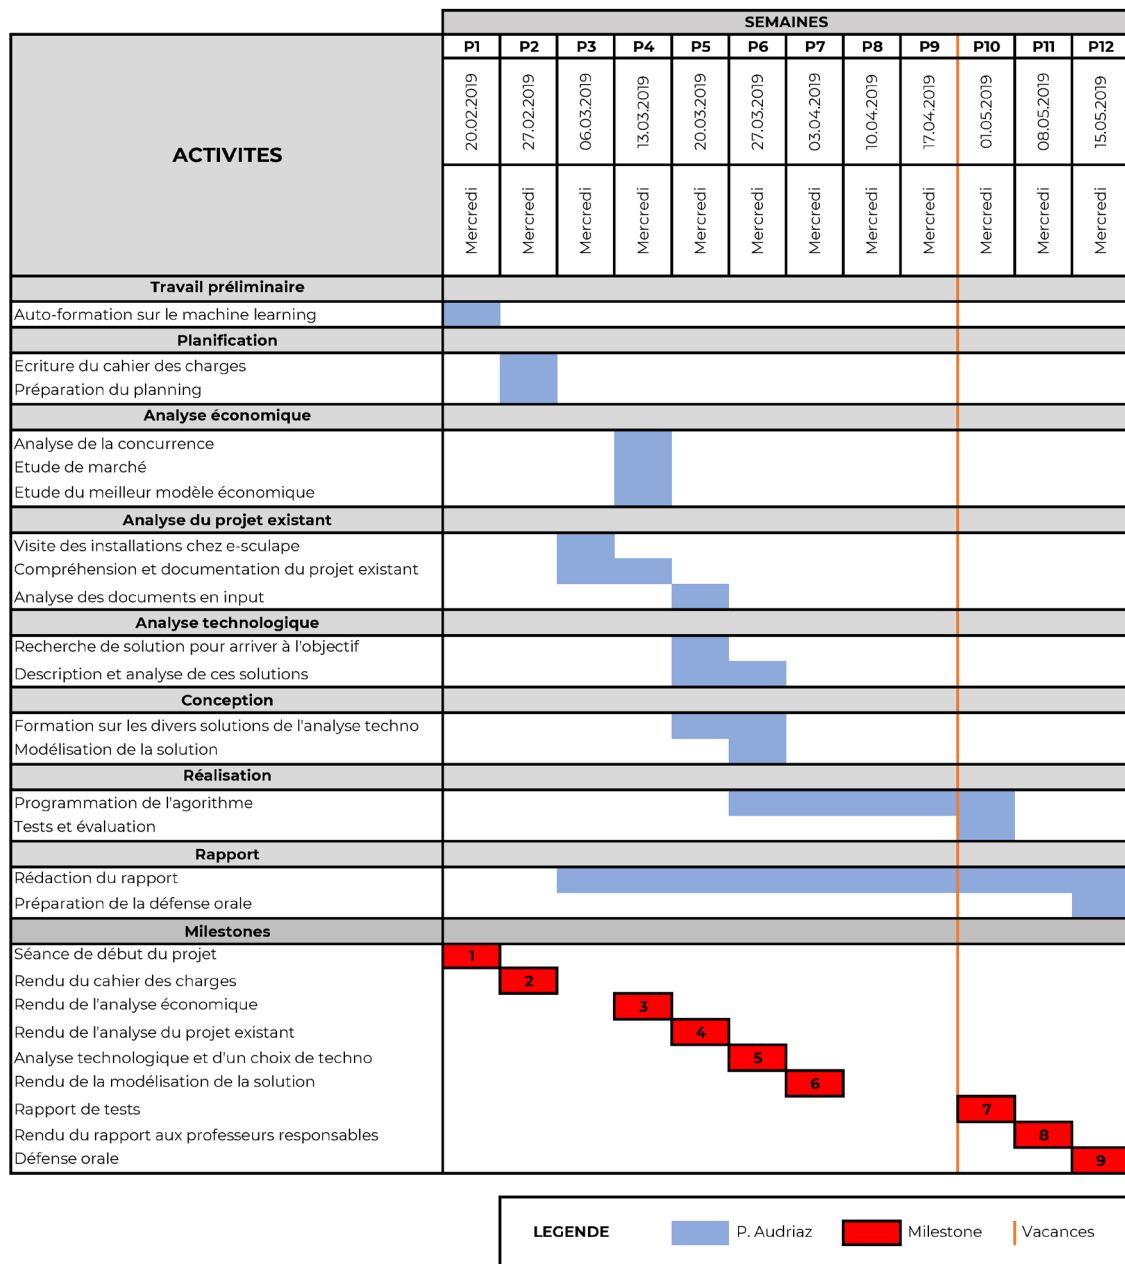 SEMAINES
P1 P2 P3 P4 P5 P6 P7 P8 P9 P10 P11 P12
ACTIVITES
20.02.2019 27.02.2019 06.03.2019 13.03.2019 20.03.2019 27.03.2019 03.04.2019 10.04.2019 17.04.2019 01.05.2019 08.05.2019 15.05.2019
Mercredi Mercredi Mercredi Mercredi Mercredi Mercredi Mercredi Mercredi Mercredi Mercredi Mercredi Mercredi
Travail préliminaire
Auto-formation sur le machine learning
Planification
Ecriture du cahier des charges
Préparation du planning
Analyse économique
Analyse de la concurrence
Etude de marché
Etude du meilleur modèle économique
Analyse du projet existant
Visite des installations chez e-sculape
Compréhension et documentation du projet existant
Analyse des documents en input
Analyse technologique
Recherche de solution pour arriver à l'objectif
Description et analyse de ces solutions
Conception
Formation sur les divers solutions de l'analyse techno
Modélisation de la solution
Réalisation
Programmation de l'agorithme
Tests et évaluation
Rapport
Rédaction du rapport
Préparation de la défense orale
Milestones
Séance de début du projet 1
Rendu du cahier des charges 2
Rendu de l'analyse économique 3
Rendu de l'analyse du projet existant 4
Analyse technologique et d'un choix de techno 5
Rendu de la modélisation de la solution 6
Rapport de tests 7
Rendu du rapport aux professeurs responsables 8
Défense orale 9
LEGENDE P. Audriaz Milestone Vacances